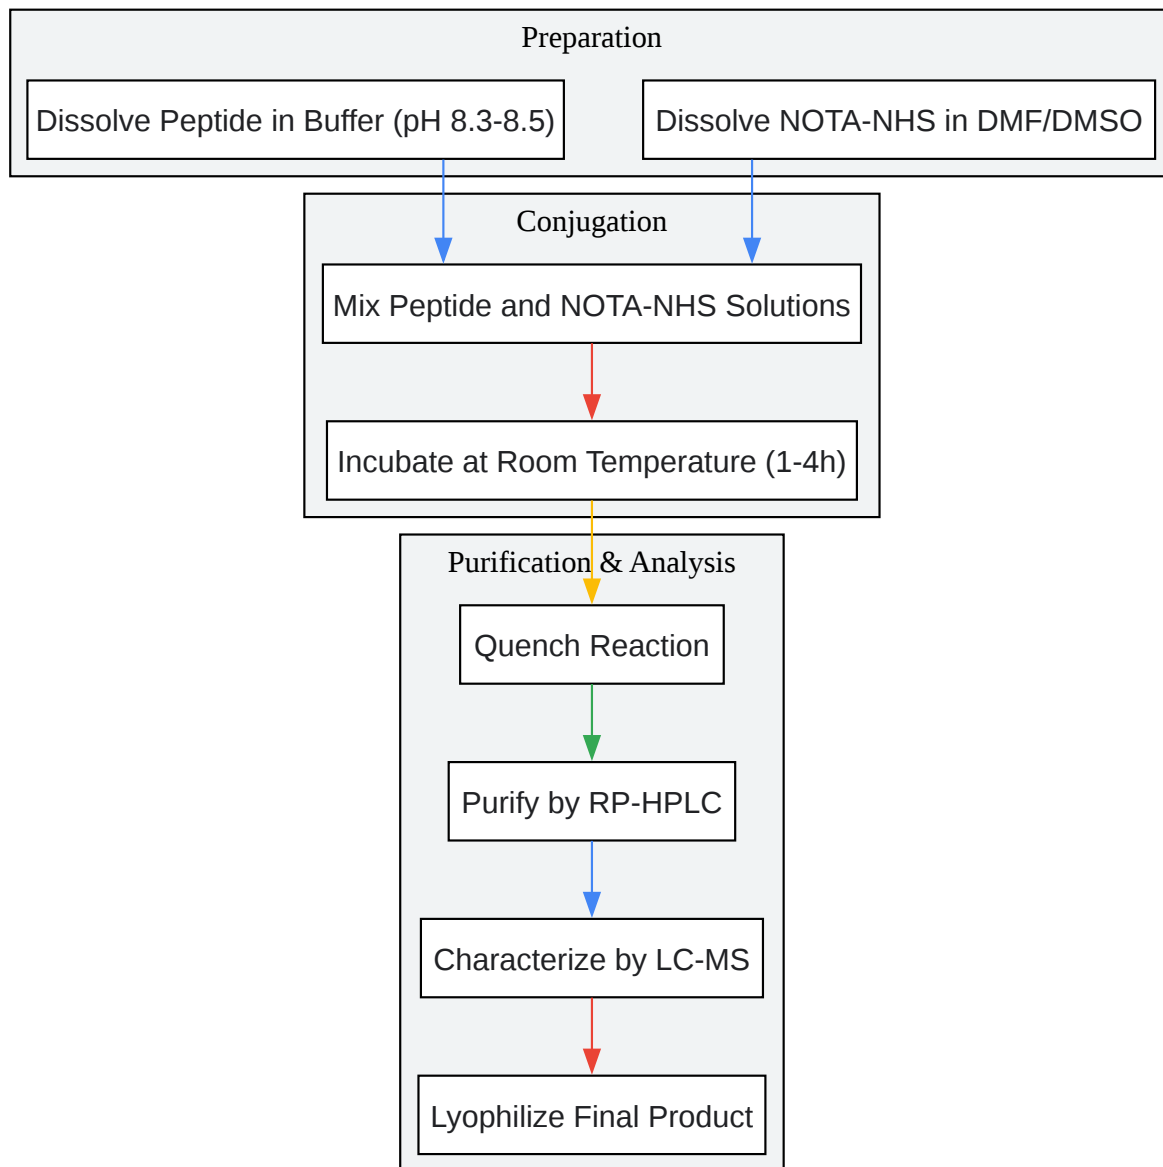 Preparation
Dissolve Peptide in Buffer (pH 8.3-8.5)
Dissolve NOTA-NHS in DMF/DMSO
Conjugation
Mix Peptide and NOTA-NHS Solutions
Incubate at Room Temperature (1-4h)
Purification & Analysis
Quench Reaction
Purify by RP-HPLC
Characterize by LC-MS
Lyophilize Final Product